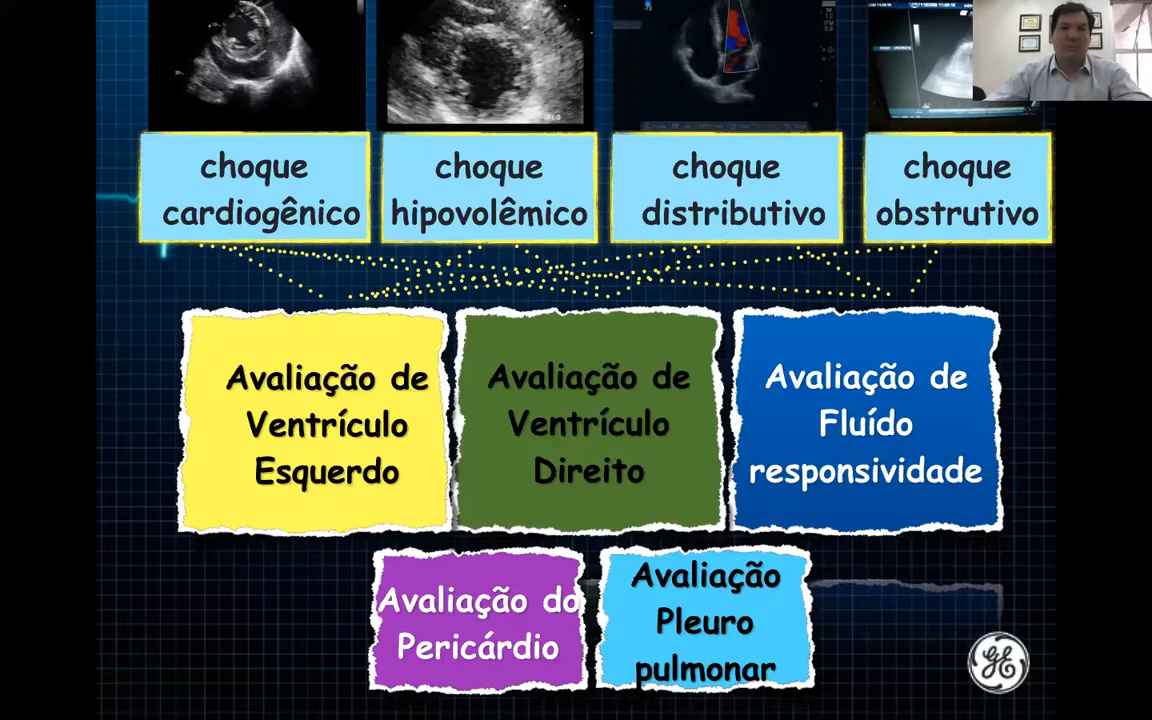 choque
cardiogênico
choque
hipovolêmico
choque
distributivo
choque
obstrutivo
Avaliação de
Ventrículo
Esquerdo
Avaliação de
Ventrículo
Direito
Avaliação de
Fluído
responsividade
Avaliação do
Pericárdio
Avaliação
Pleuro
pulmonar
GE